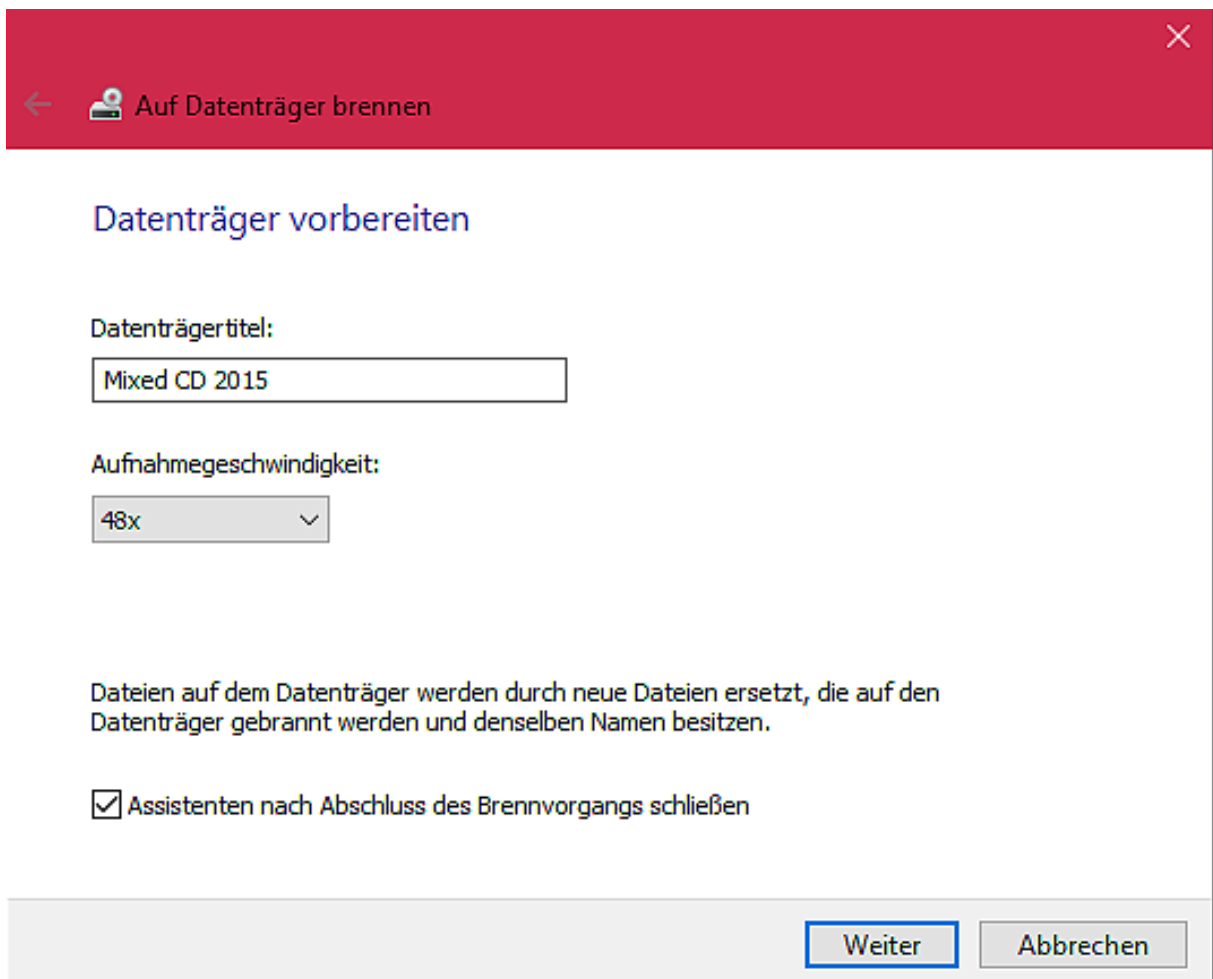 Auf Datenträger brennen
Datenträger vorbereiten
Datenträgertitel:
Mixed CD 2015
Aufnahmegeschwindigkeit:
48x
Dateien auf dem Datenträger werden durch neue Dateien ersetzt, die auf den
Datenträger gebrannt werden und denselben Namen besitzen.
Assistenten nach Abschluss des Brennvorgangs schließen
Weiter Abbrechen